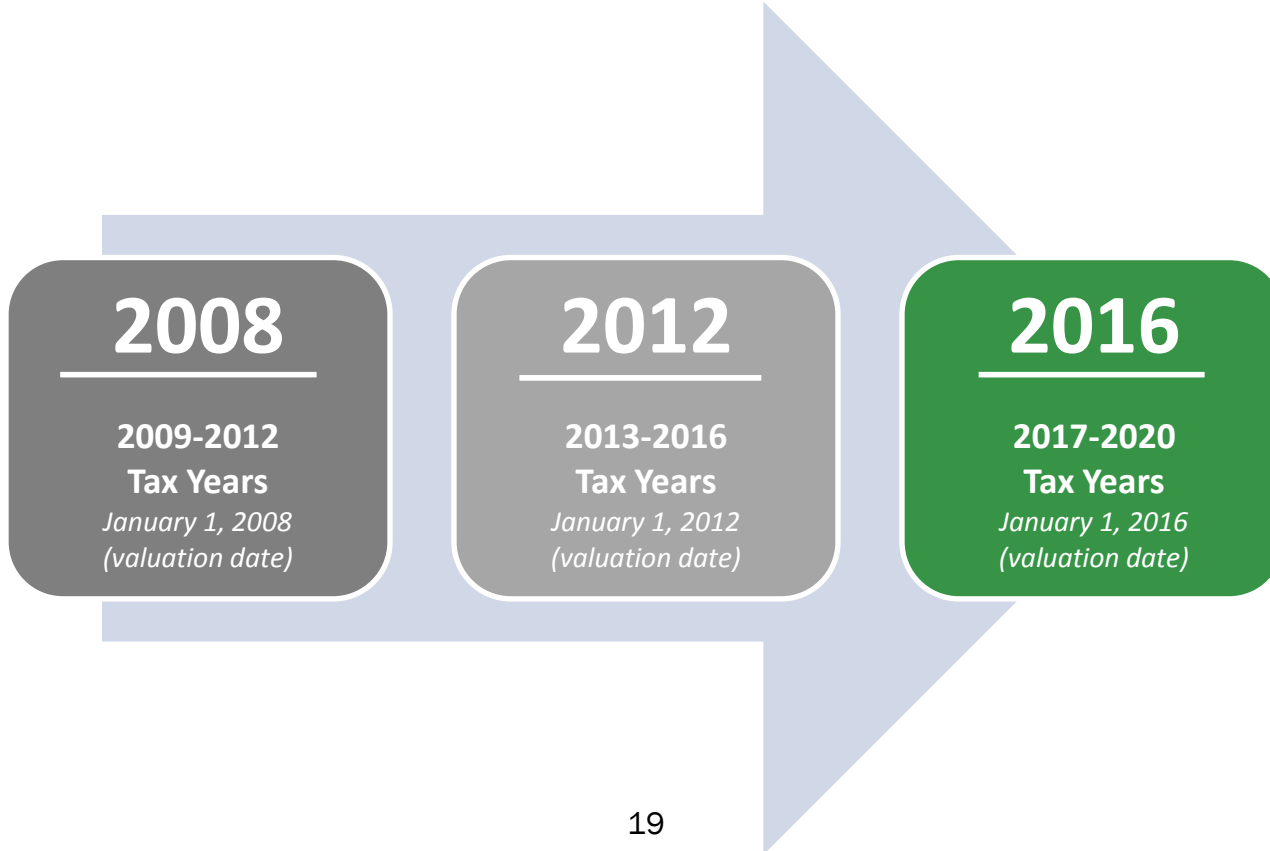 2008
2009-2012
Tax Years
January 1, 2008
(valuation date)
2012
2013-2016
Tax Years
January 1, 2012
(valuation date)
2016
2017-2020
Tax Years
January 1, 2016
(valuation date)
19